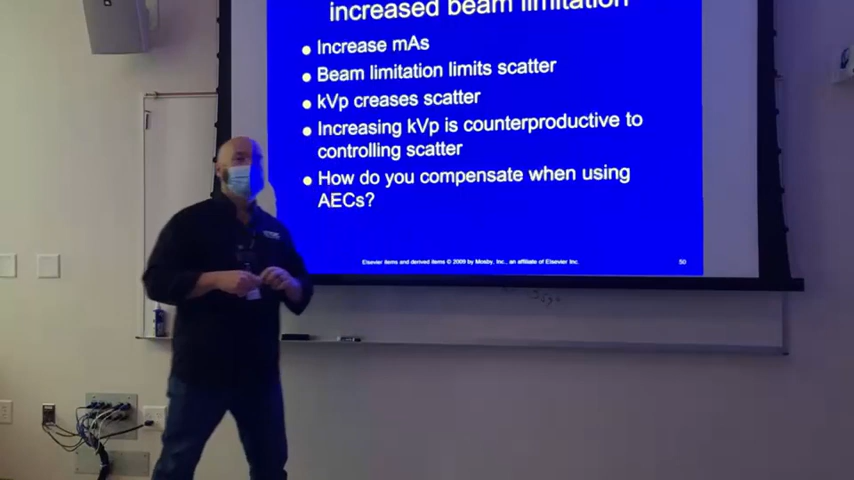 increased beam limitation
Increase mAs
Beam limitation limits scatter
kVp creases scatter
Increasing kVp is counterproductive to
controlling scatter
How do you compensate when using
AECs?
Elsevier items and derived items © 2009 by Mosby, Inc., an affiliate of Elsevier Inc.
50